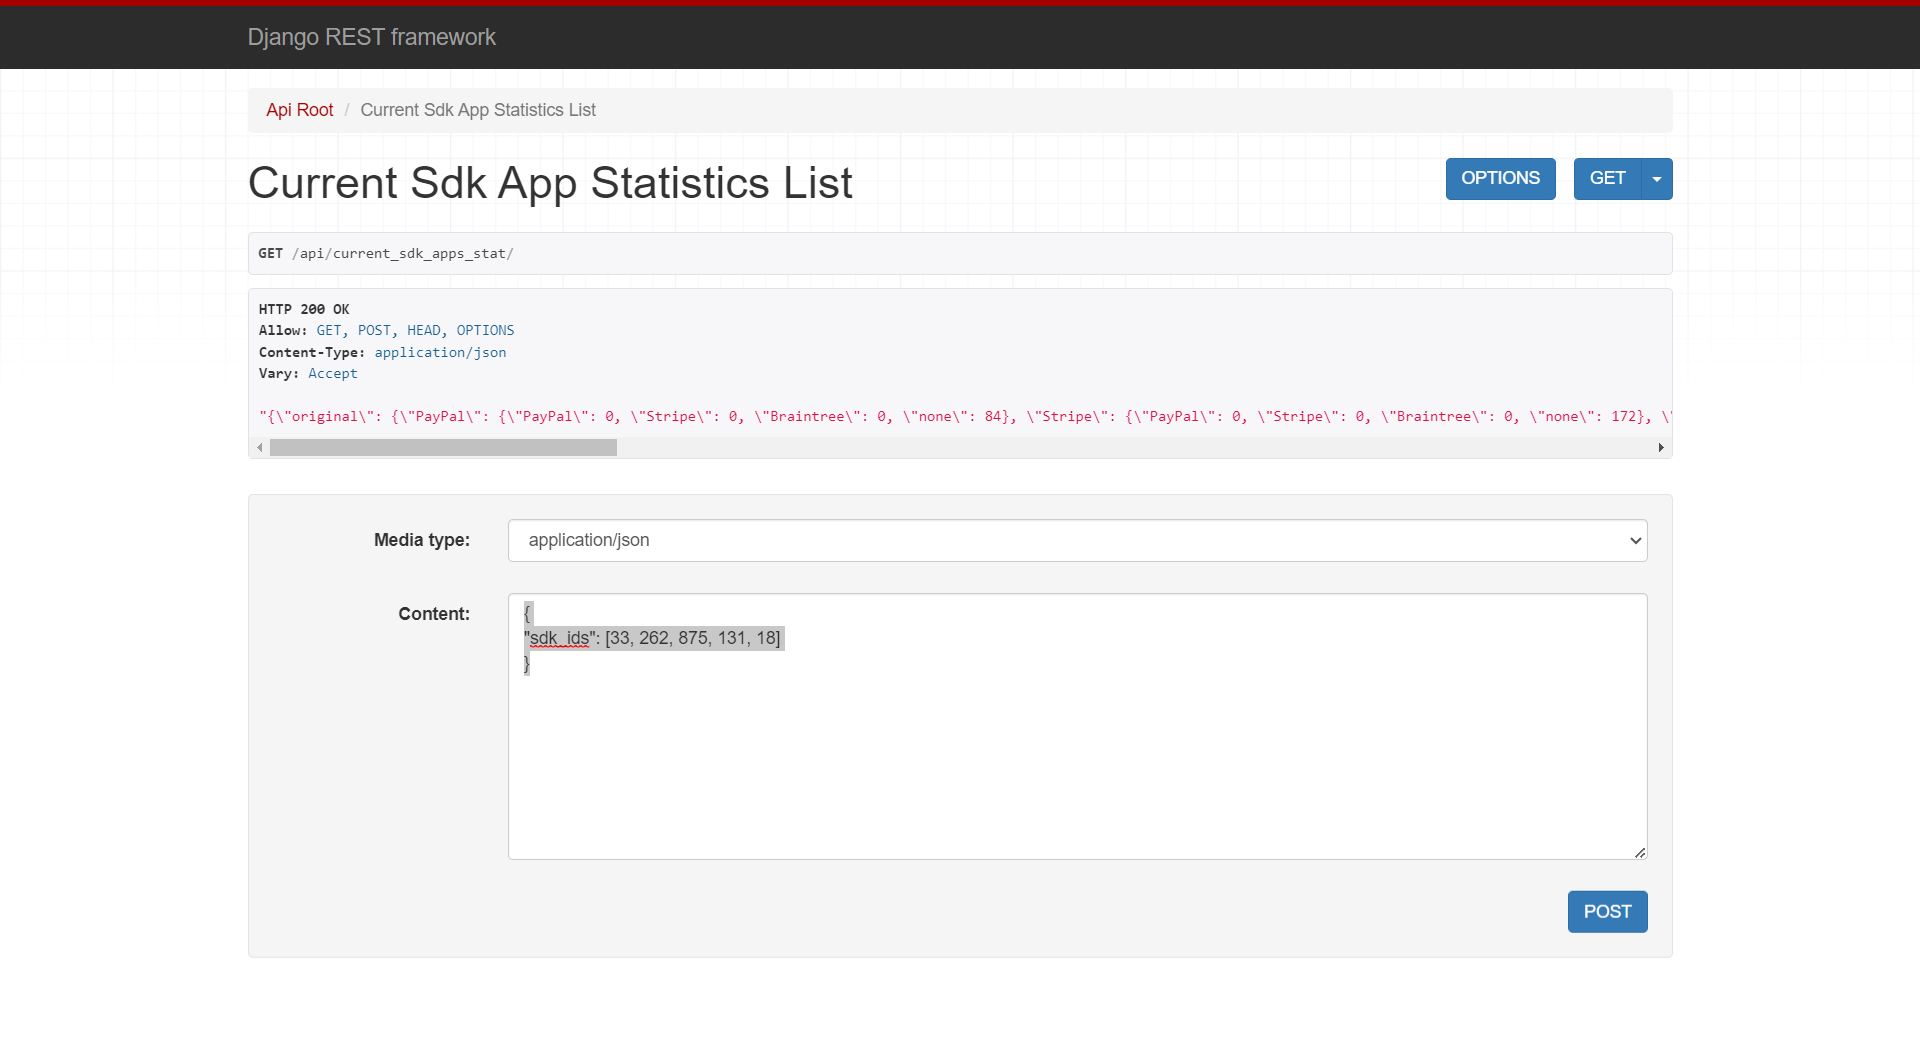 Django REST framework
Api Root / Current Sdk App Statistics List
Current Sdk App Statistics List
OPTIONS
GET
GET /api/current_sdk_apps_stat/
HTTP 200 OK
Allow: GET, POST, HEAD, OPTIONS
Content-Type: application/json
Vary: Accept
"{\"original\": {\"PayPal\": {\"PayPal\": 0, \"Stripe\": 0, \"Braintree\": 0, \"none\": 84}, \"Stripe\": {\"PayPal\": 0, \"Stripe\": 0, \"Braintree\": 0, \"none\": 172}, \"
Media type:
application/json
Content:
{
"sdk_ids": [33, 262, 875, 131, 18]
}
POST